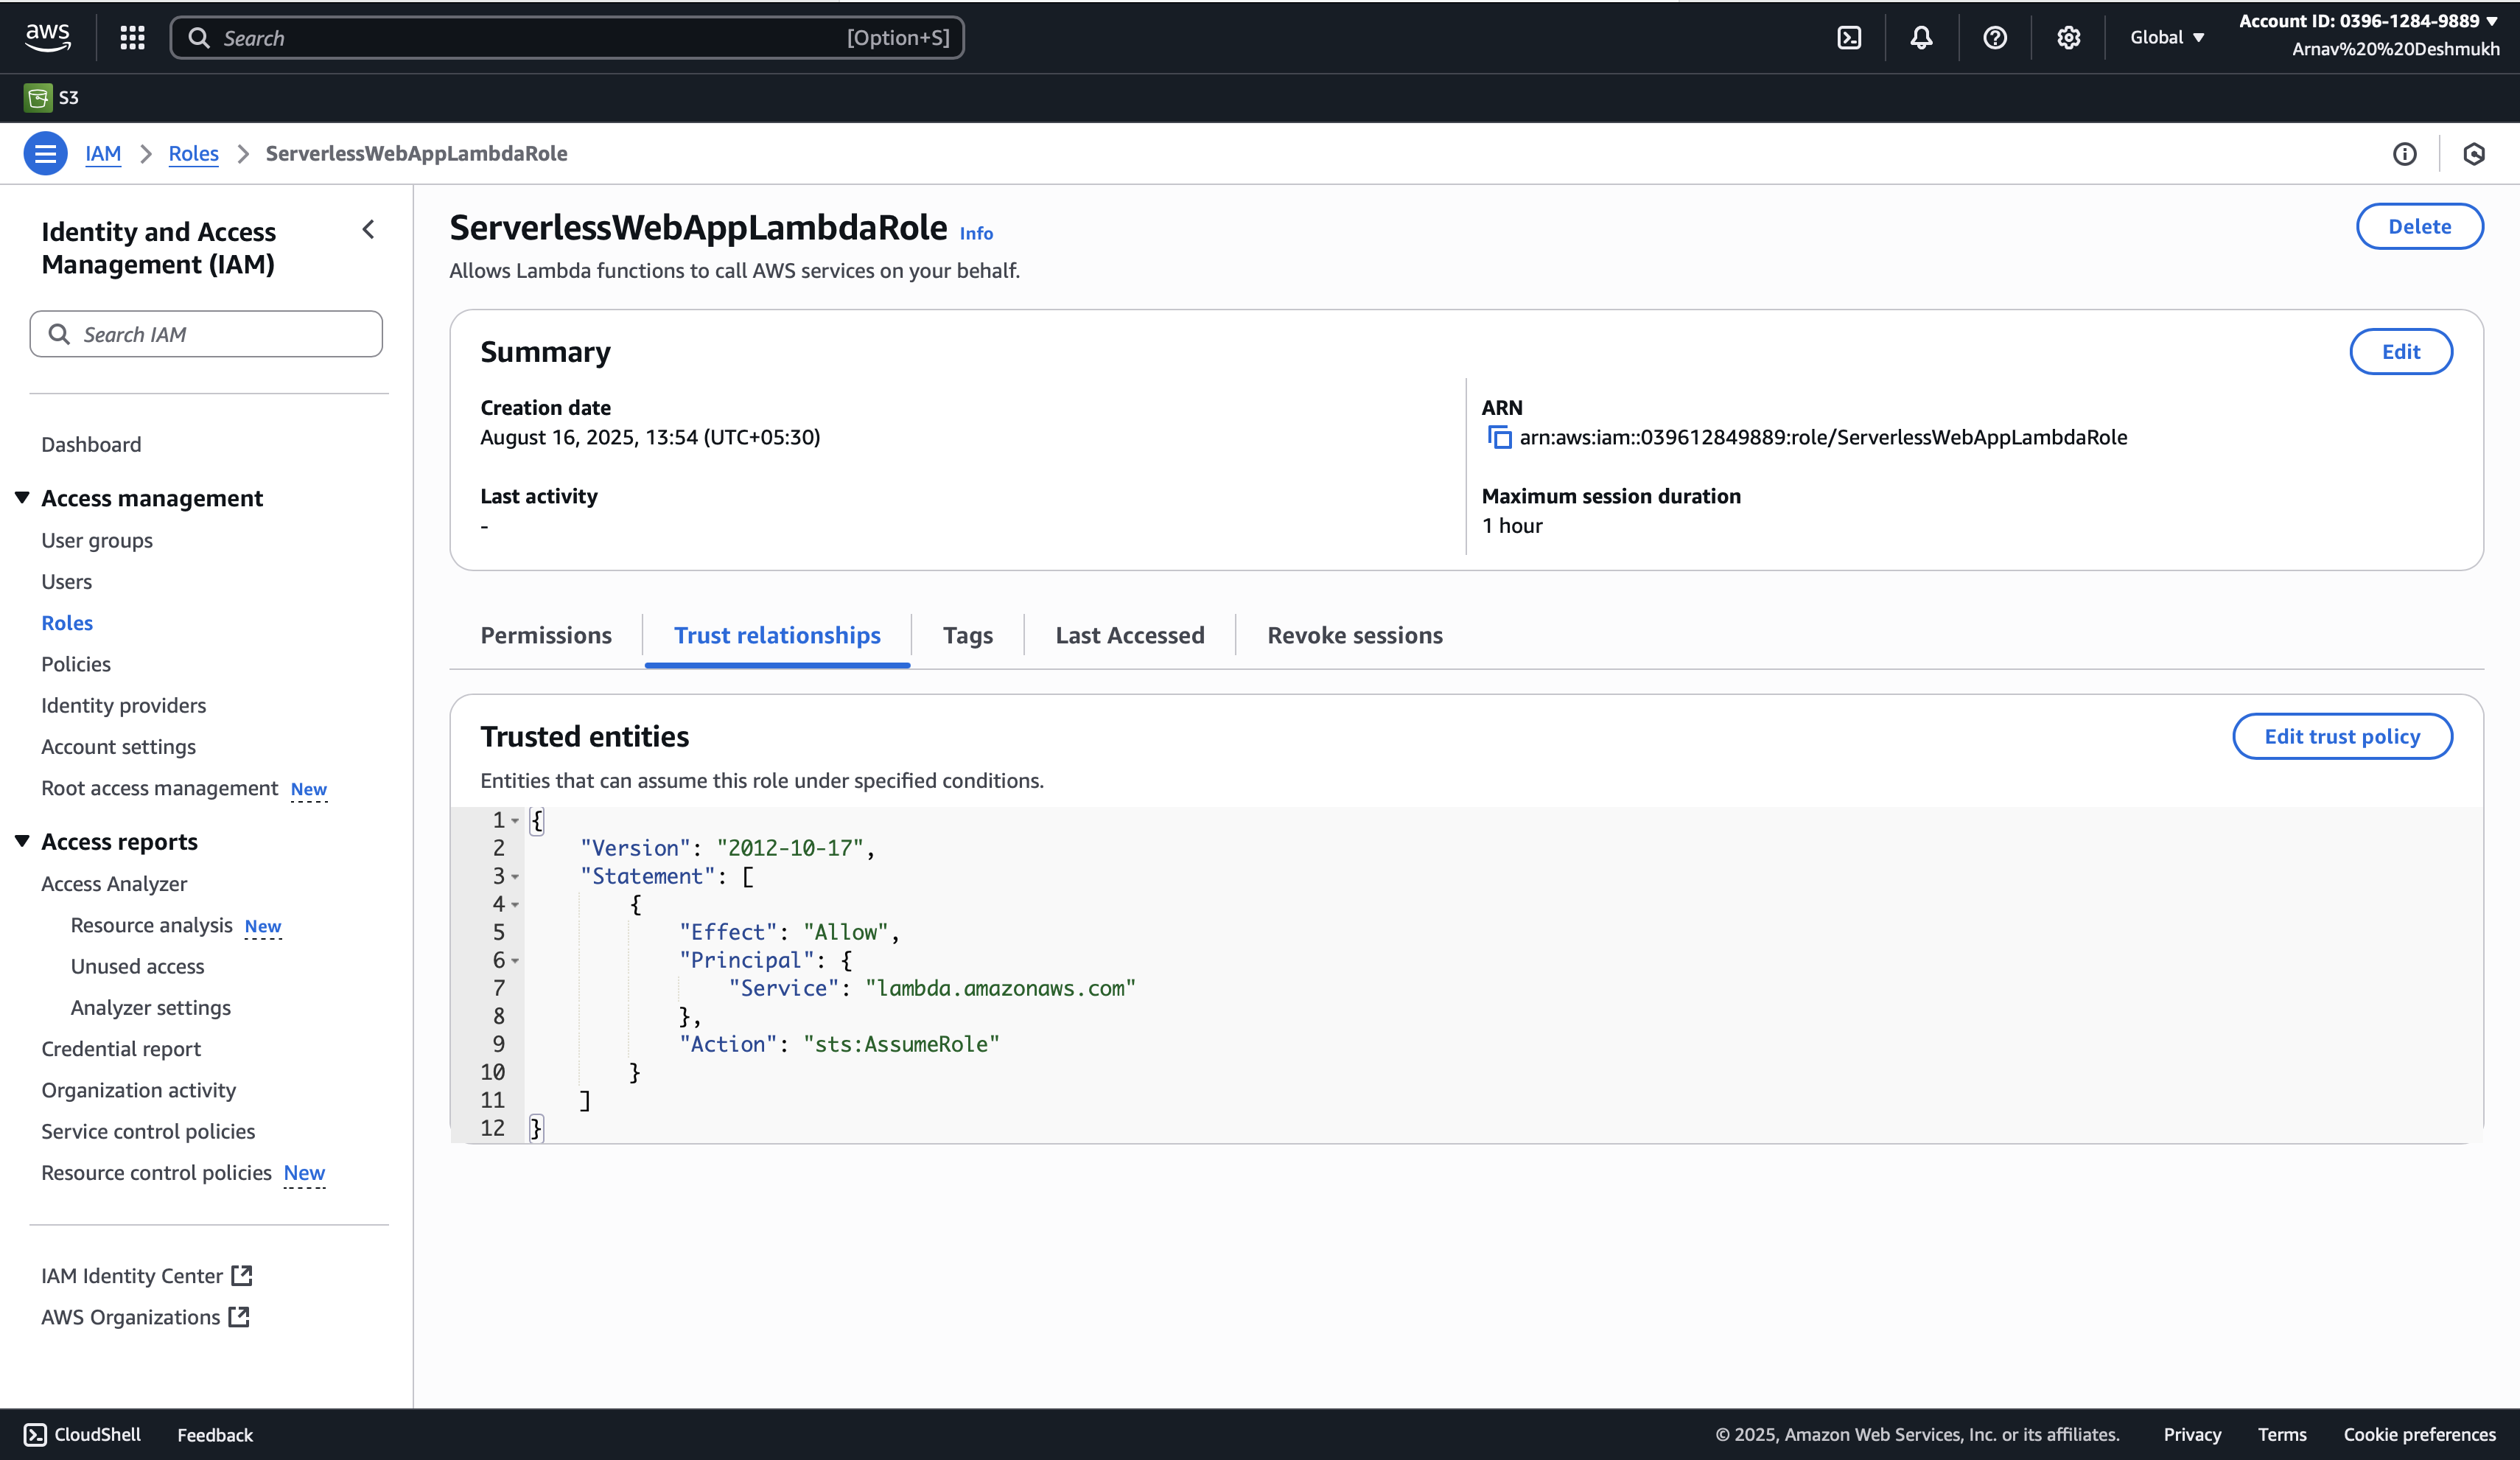 aws
Search [Option+S]
Global
Account ID: 0396-1284-9889
Arnav%20%20Deshmukh
S3
IAM
Roles
ServerlessWebAppLambdaRole
Identity and Access
Management (IAM)
Search IAM
Dashboard
Access management
User groups
Users
Roles
Policies
Identity providers
Account settings
Root access management New
Access reports
Access Analyzer
Resource analysis New
Unused access
Analyzer settings
Credential report
Organization activity
Service control policies
Resource control policies New
IAM Identity Center
AWS Organizations
ServerlessWebAppLambdaRole Info
Delete
Allows Lambda functions to call AWS services on your behalf.
Summary
Edit
Creation date
August 16, 2025, 13:54 (UTC+05:30)
Last activity
-
ARN
arn:aws:iam::039612849889:role/ServerlessWebAppLambdaRole
Maximum session duration
1 hour
Permissions
Trust relationships
Tags
Last Accessed
Revoke sessions
Trusted entities
Edit trust policy
Entities that can assume this role under specified conditions.
1 {
2 "Version": "2012-10-17",
3 "Statement": [
4 {
5 "Effect": "Allow",
6 "Principal": {
7 "Service": "lambda.amazonaws.com"
8 },
9 "Action": "sts:AssumeRole"
10 }
11 ]
12 }
CloudShell
Feedback
© 2025, Amazon Web Services, Inc. or its affiliates.
Privacy
Terms
Cookie preferences